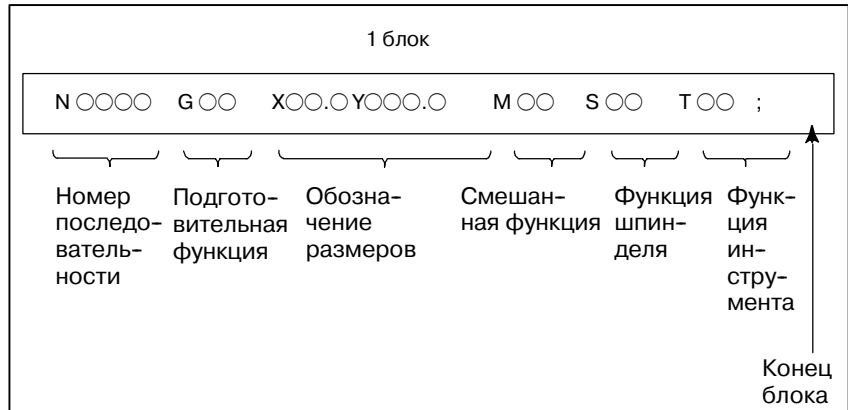 1 блок
N ○○○○ G ○○ X○○.○ Y○○○.○ M ○○ S ○○ T ○○ ;
Номер
последо-
ватель-
ности
Подгото-
вительная
функция
Обозна-
чение
размеров
Смешан-
ная функция
Функция
шпин-
деля
Функ-
ция
ин-
стру-
мента
Конец
блока